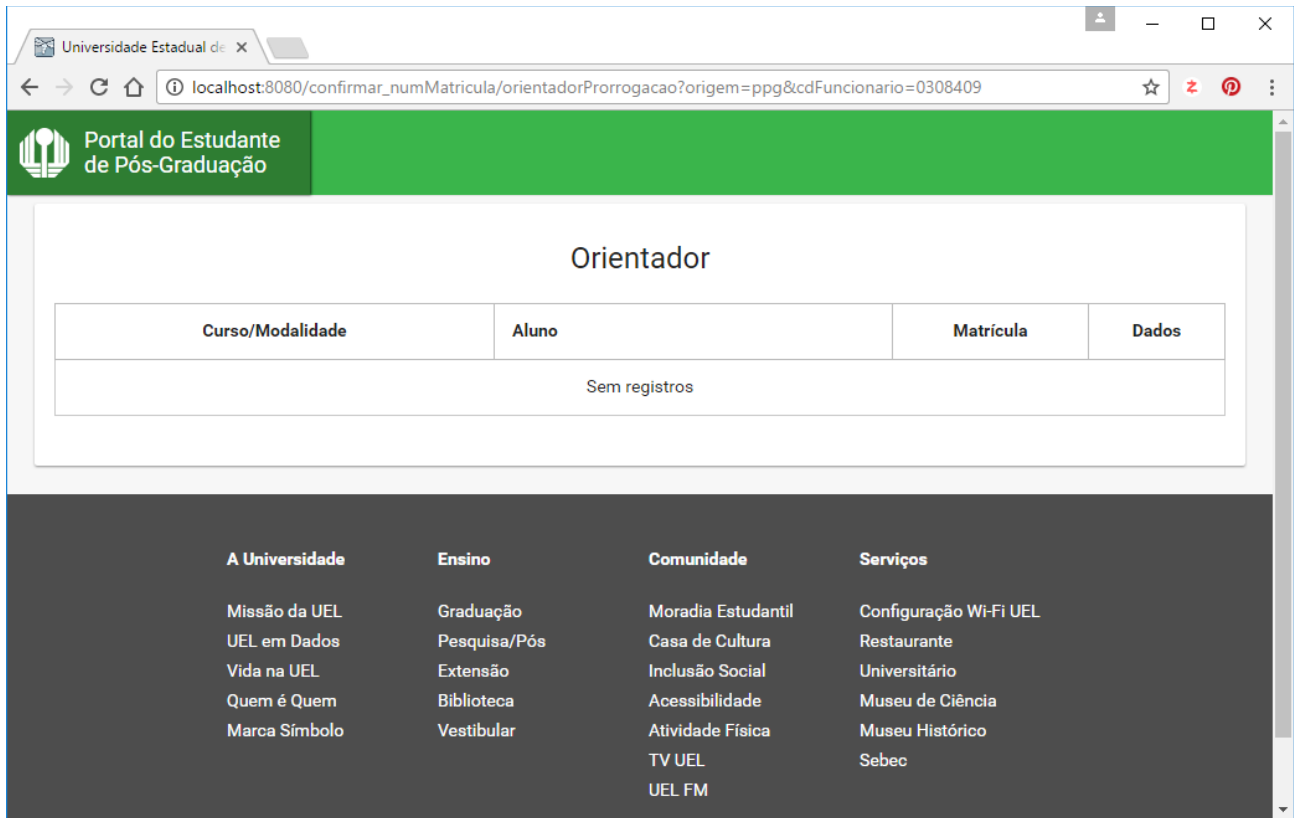 Universidade Estadual de
localhost:8080/confirmar_numMatricula/orientadorProrrogacao?origem=ppg&cdFuncionario=0308409
Portal do Estudante
de Pós-Graduação
Orientador
Curso/Modalidade Aluno Matrícula Dados
Sem registros
A Universidade Ensino Comunidade Serviços
Missão da UEL Graduação Moradia Estudantil Configuração Wi-Fi UEL
UEL em Dados Pesquisa/Pós Casa de Cultura Restaurante
Vida na UEL Extensão Inclusão Social Universitário
Quem é Quem Biblioteca Acessibilidade Museu de Ciência
Marca Símbolo Vestibular Atividade Física Museu Histórico
TV UEL Sebec
UEL FM